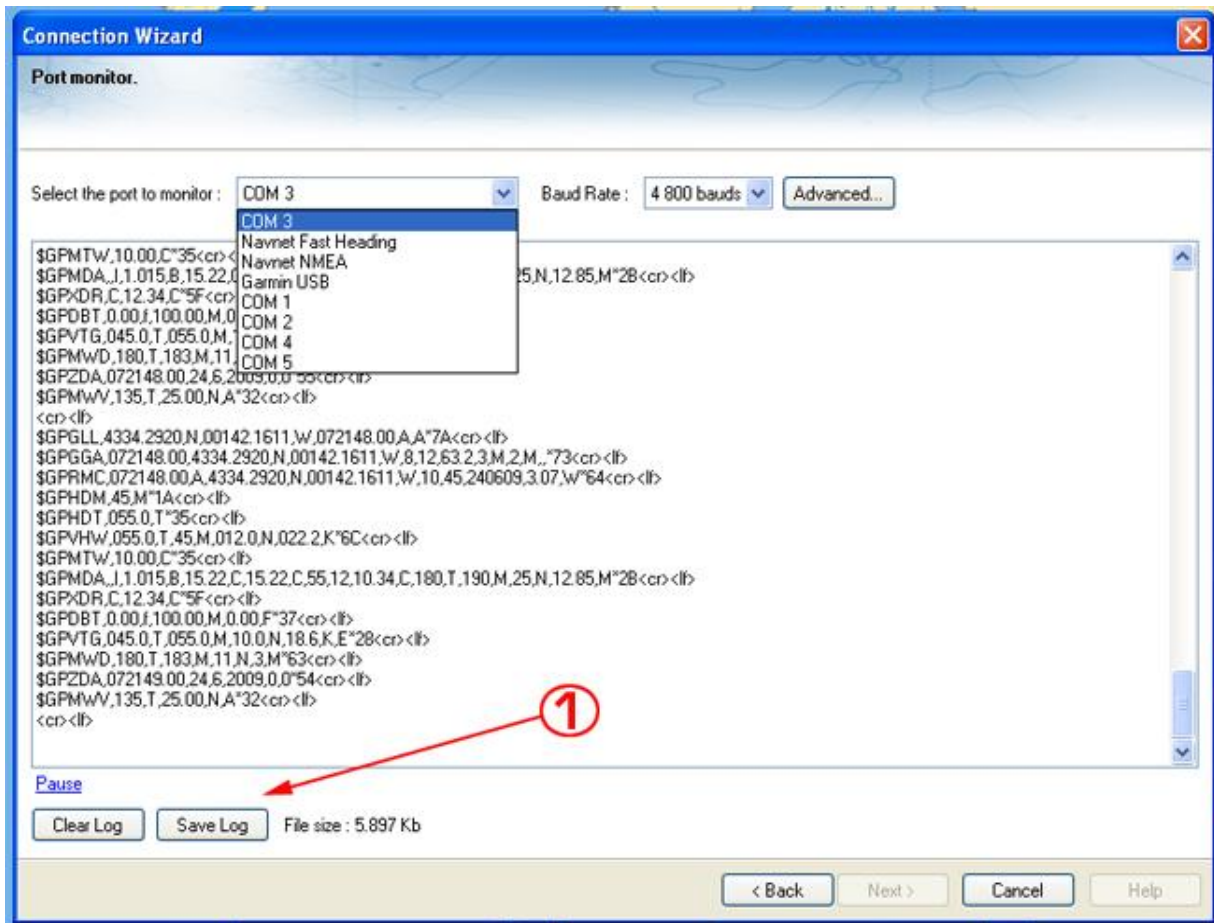 Connection Wizard
Port monitor.
Select the port to monitor : COM 3 Baud Rate : 4 800 bauds Advanced...
COM 3
Navnet Fast Heading
Navnet NMEA
Garmin USB
COM 1
COM 2
COM 4
COM 5
$GPMTW,10.00,C*35<cr><
$GPMDA,,I,1.015,B,15.22,C 25,N,12.85,M*2B<cr><lf>
$GPXDR,C,12.34,C*5F<cr>
$GPDBT,0.00,f,100.00,M,0
$GPVTG,045.0,T,055.0,M,
$GPMWD,180,T,183,M,11,
$GPZDA,072148.00,24,6,2009,0,0*55<cr><lf>
$GPMWV,135,T,25.00,N,A*32<cr><lf>
<cr><lf>
$GPGLL,4334.2920,N,00142.1611,W,072148.00,A,A*7A<cr><lf>
$GPGGA,072148.00,4334.2920,N,00142.1611,W,8,12,63.2,3,M,2,M,,*73<cr><lf>
$GPRMC,072148.00,A,4334.2920,N,00142.1611,W,10,45,240609,3.07,W*64<cr><lf>
$GPHDM,45,M*1A<cr><lf>
$GPHDT,055.0,T*35<cr><lf>
$GPVHW,055.0,T,45,M,012.0,N,022.2,K*6C<cr><lf>
$GPMTW,10.00,C*35<cr><lf>
$GPMDA,,I,1.015,B,15.22,C,15.22,C,55,12,10.34,C,180,T,190,M,25,N,12.85,M*2B<cr><lf>
$GPXDR,C,12.34,C*5F<cr><lf>
$GPDBT,0.00,f,100.00,M,0.00,F*37<cr><lf>
$GPVTG,045.0,T,055.0,M,10.0,N,18.6,K,E*28<cr><lf>
$GPMWD,180,T,183,M,11,N,3,M*63<cr><lf>
$GPZDA,072149.00,24,6,2009,0,0*54<cr><lf>
$GPMWV,135,T,25.00,N,A*32<cr><lf>
<cr><lf>
①
Pause
Clear Log Save Log File size : 5.897 Kb
< Back Next > Cancel Help